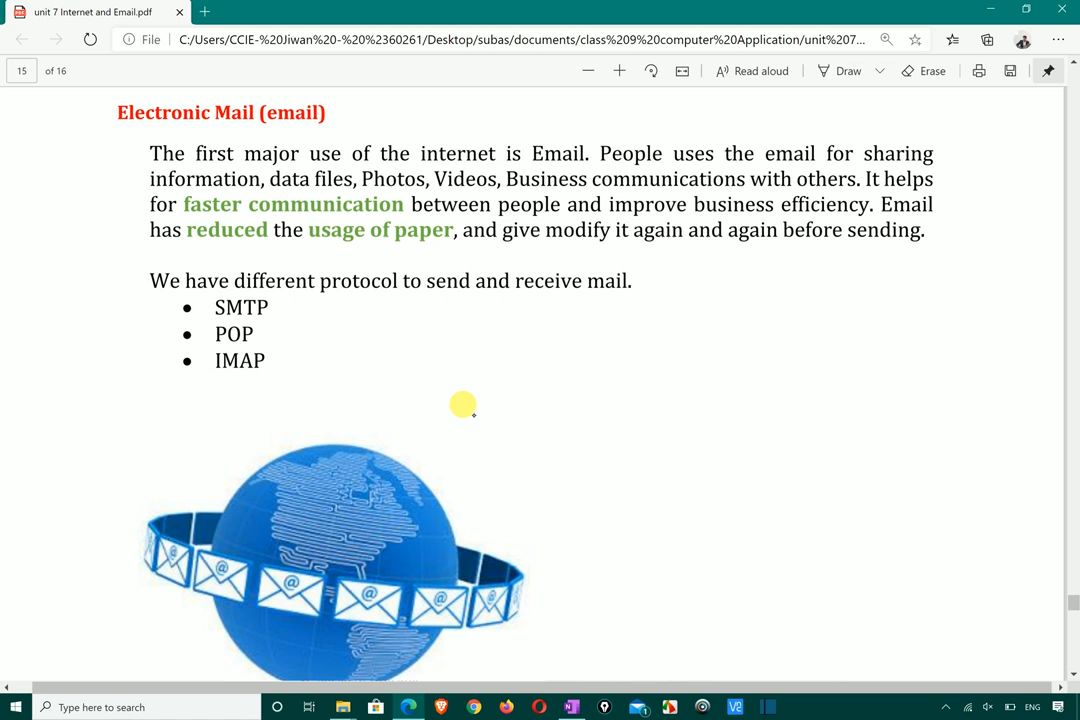 unit 7 Internet and Email.pdf
File
C:/Users/CCIE-%20Jiwan%20-%20%2360261/Desktop/subas/documents/class%209%20computer%20Application/unit%207...
15 of 16
Read aloud
Draw
Erase
Electronic Mail (email)
The first major use of the internet is Email. People uses the email for sharing
information, data files, Photos, Videos, Business communications with others. It helps
for faster communication between people and improve business efficiency. Email
has reduced the usage of paper, and give modify it again and again before sending.
We have different protocol to send and receive mail.
• SMTP
• POP
• IMAP
@ @ @ @ @ @
Type here to search
ENG